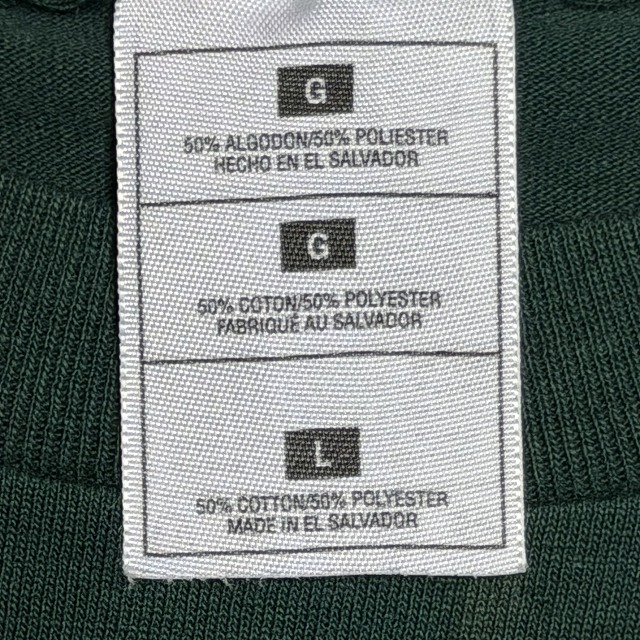 G
50% ALGODON/50% POLIESTER
HECHO EN EL SALVADOR
G
50% COTON/50% POLYESTER
FABRIQUÉ AU SALVADOR
L
50% COTTON/50% POLYESTER
MADE IN EL SALVADOR